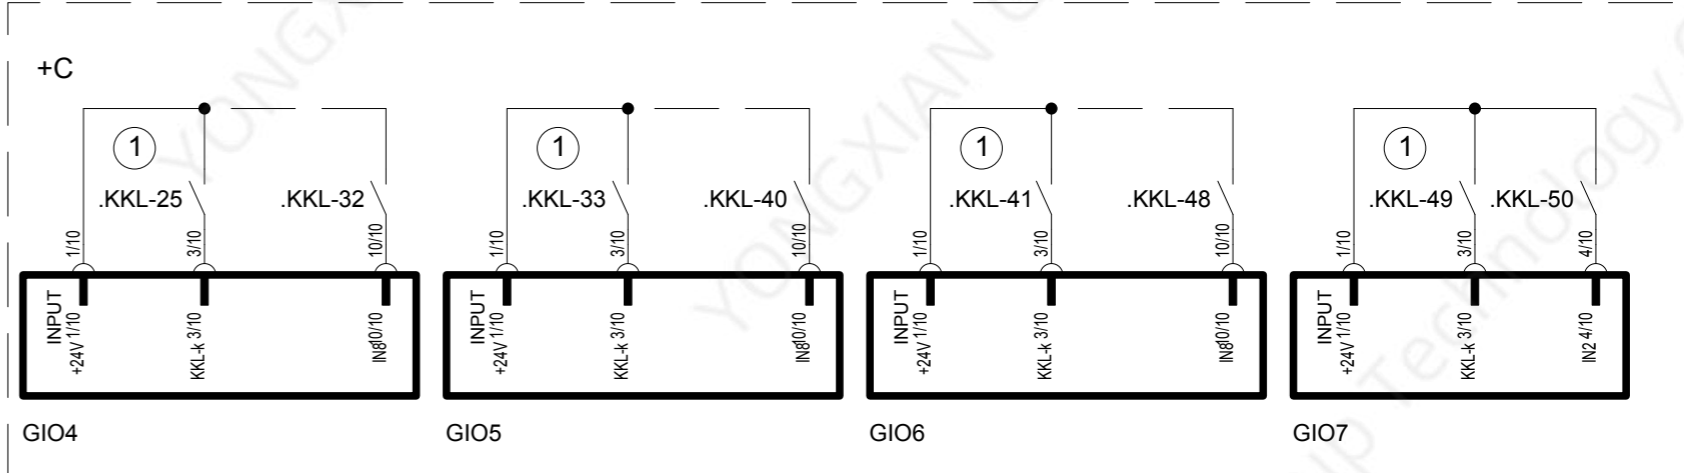 +C
1
1
1
1
.KKL-25
.KKL-32
.KKL-33
.KKL-40
.KKL-41
.KKL-48
.KKL-49
.KKL-50
1/10
3/10
10/10
1/10
3/10
10/10
1/10
3/10
10/10
1/10
3/10
4/10
INPUT
+24V 1/10
KKL-k 3/10
IN8 10/10
INPUT
+24V 1/10
KKL-k 3/10
IN8 10/10
INPUT
+24V 1/10
KKL-k 3/10
IN8 10/10
INPUT
+24V 1/10
KKL-k 3/10
IN2 4/10
GIO4
GIO5
GIO6
GIO7
YONGXIAN
Technology